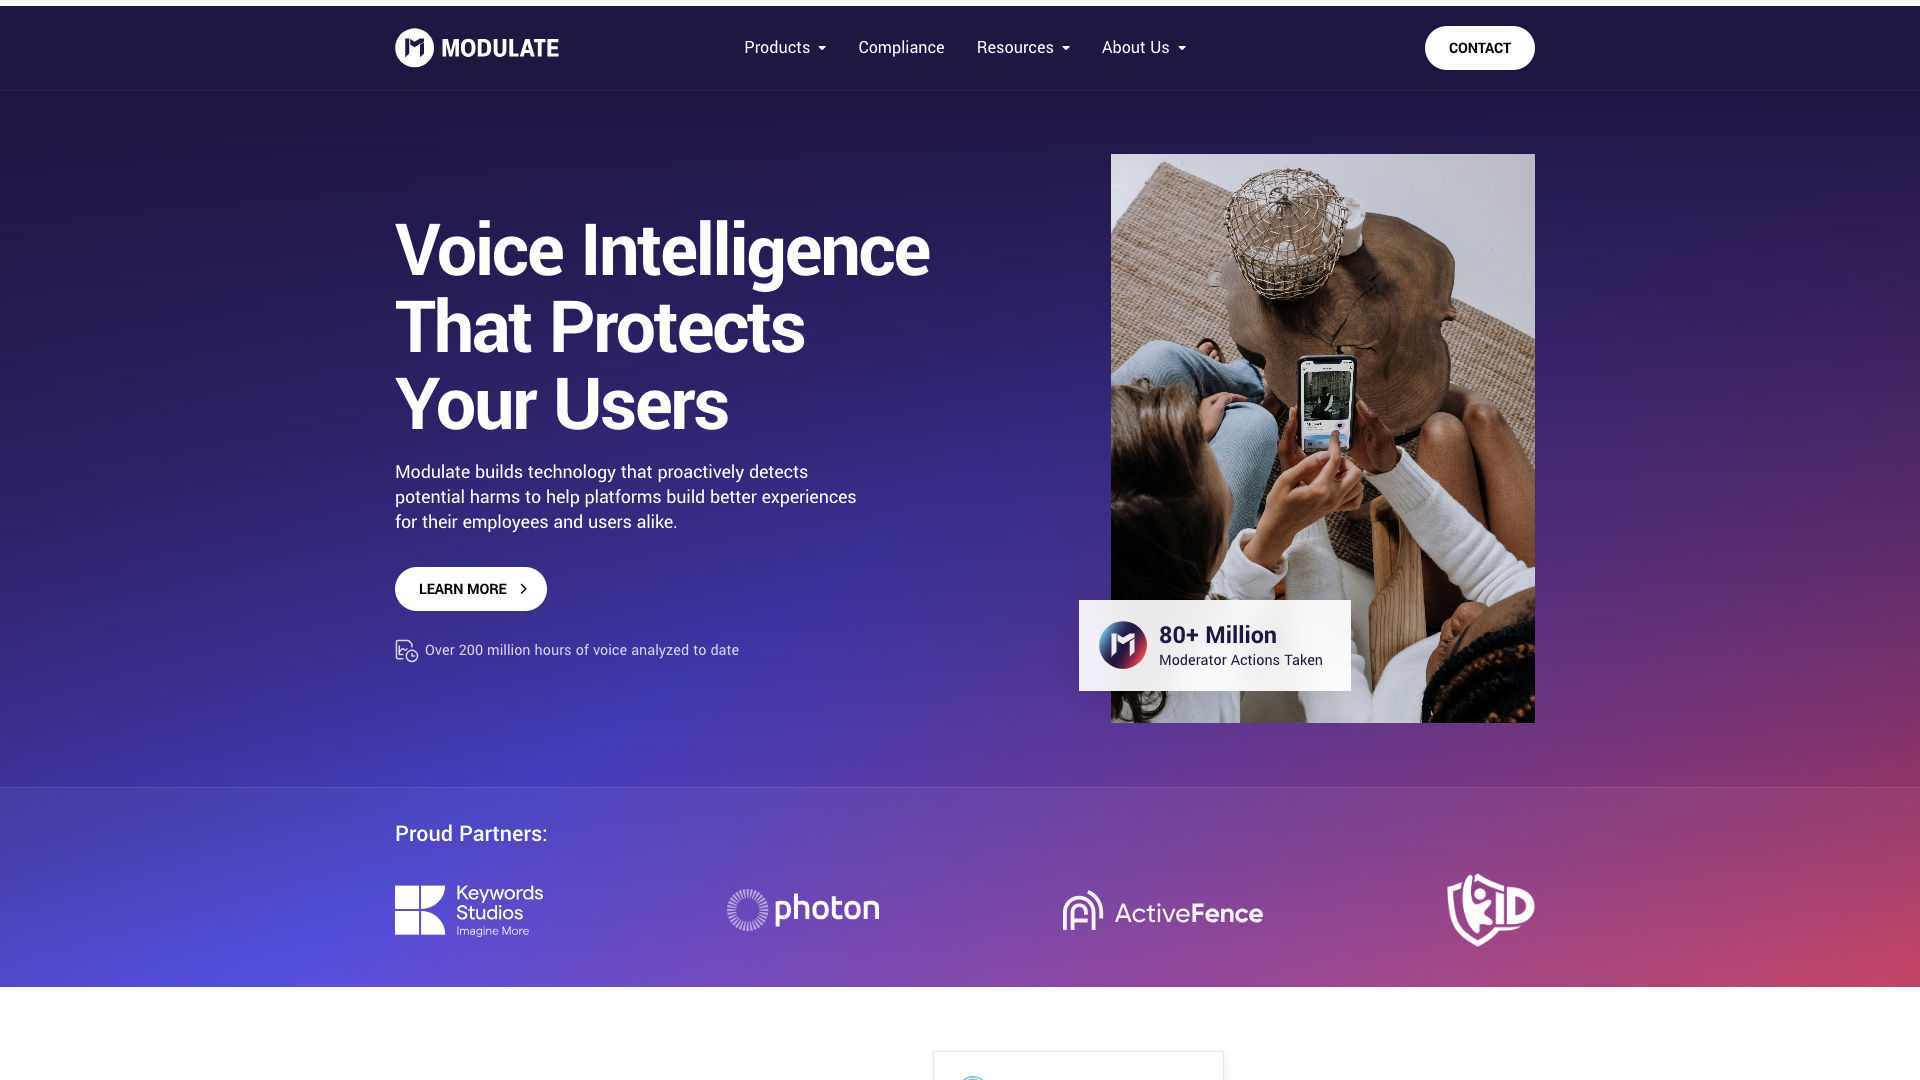 MODULATE
Products
Compliance
Resources
About Us
CONTACT
Voice Intelligence
That Protects
Your Users
Modulate builds technology that proactively detects
potential harms to help platforms build better experiences
for their employees and users alike.
LEARN MORE
Over 200 million hours of voice analyzed to date
80+ Million
Moderator Actions Taken
Proud Partners:
Keywords
Studios
Imagine More
photon
ActiveFence
kiD